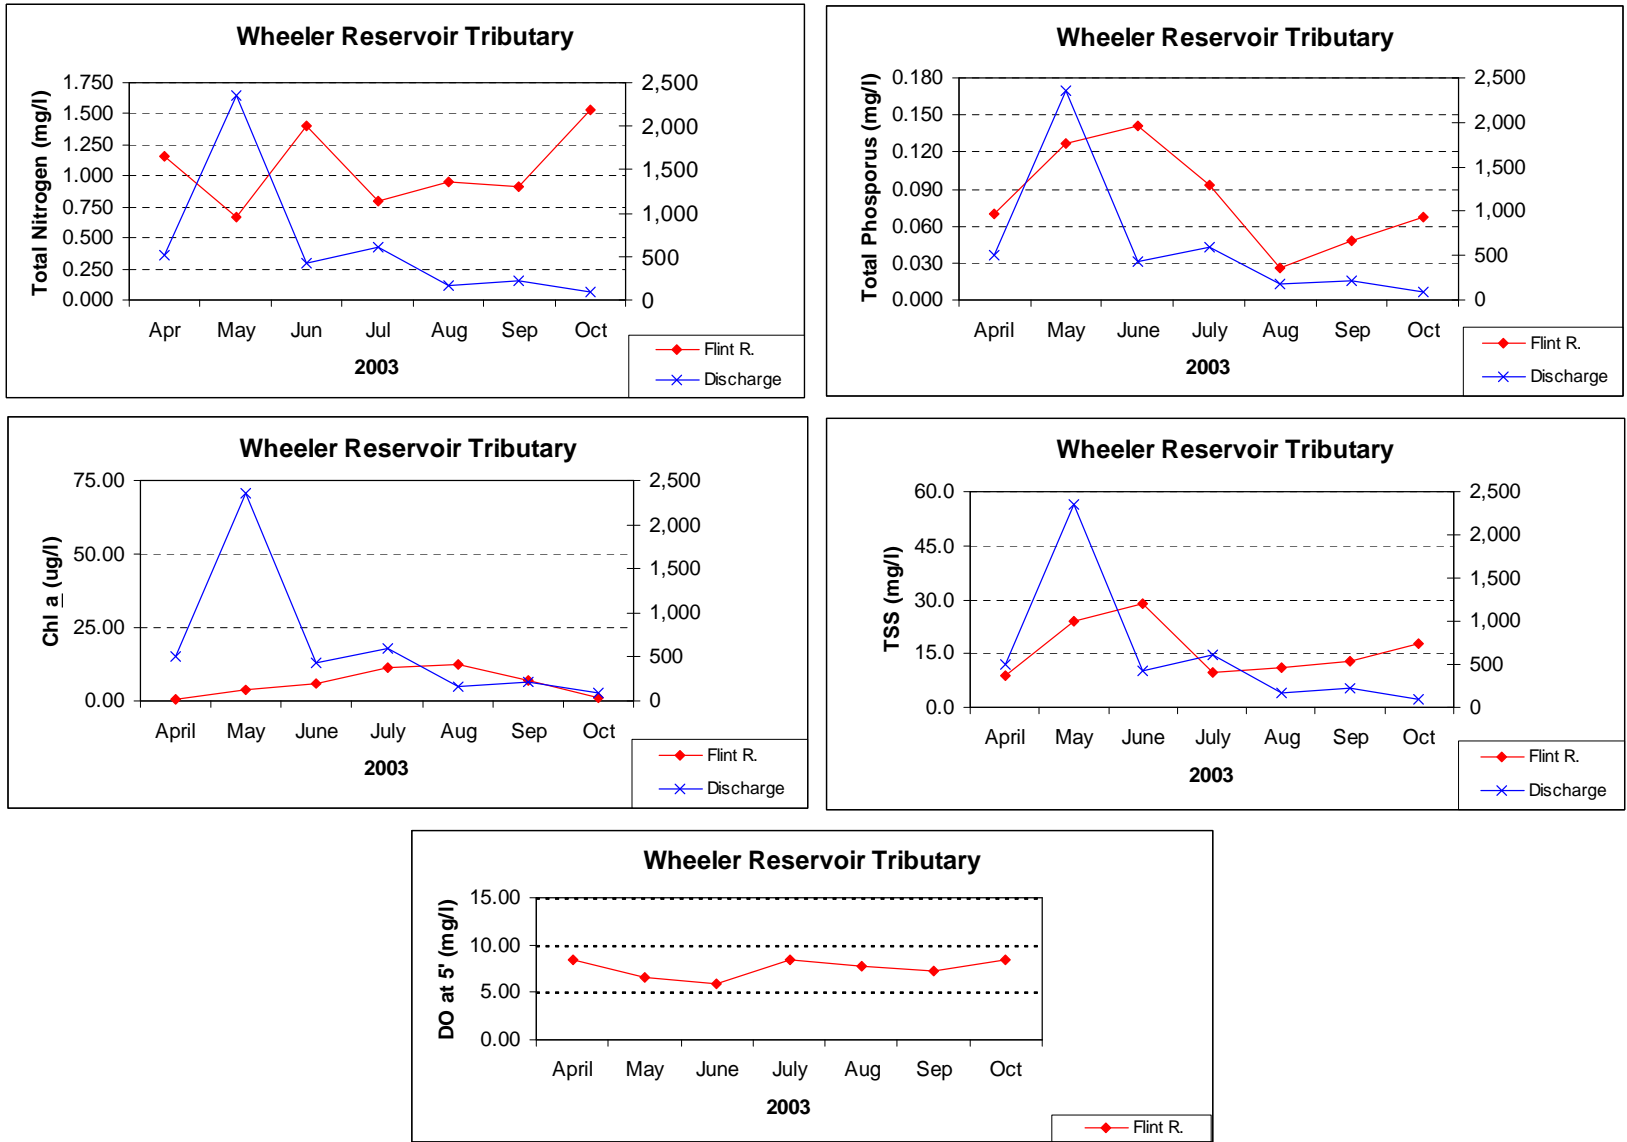 Wheeler Reservoir Tributary
Total Nitrogen (mg/l)
1.750
1.500
1.250
1.000
0.750
0.500
0.250
0.000
2,500
2,000
1,500
1,000
500
0
Apr May Jun Jul Aug Sep Oct
2003
Flint R.
Discharge
Wheeler Reservoir Tributary
Total Phosporus (mg/l)
0.180
0.150
0.120
0.090
0.060
0.030
0.000
2,500
2,000
1,500
1,000
500
0
April May June July Aug Sep Oct
2003
Flint R.
Discharge
Wheeler Reservoir Tributary
Chl a (ug/l)
75.00
50.00
25.00
0.00
2,500
2,000
1,500
1,000
500
0
April May June July Aug Sep Oct
2003
Flint R.
Discharge
Wheeler Reservoir Tributary
TSS (mg/l)
60.0
45.0
30.0
15.0
0.0
2,500
2,000
1,500
1,000
500
0
April May June July Aug Sep Oct
2003
Flint R.
Discharge
Wheeler Reservoir Tributary
DO at 5' (mg/l)
15.00
10.00
5.00
0.00
April May June July Aug Sep Oct
2003
Flint R.